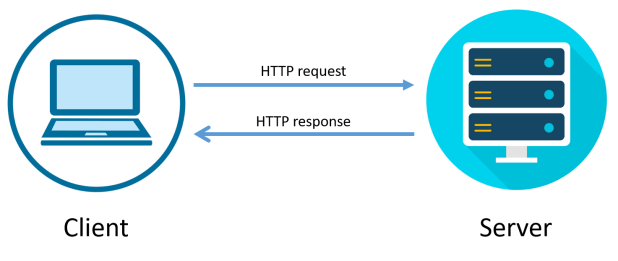 HTTP request
HTTP response
Client
Server